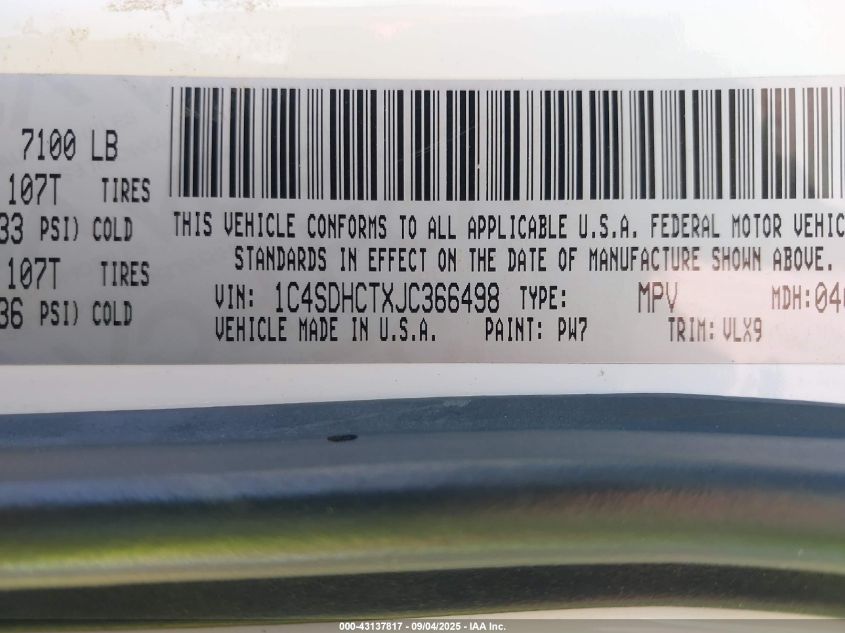 7100 LB
107T TIRES
33 PSI) COLD
107T TIRES
36 PSI) COLD
THIS VEHICLE CONFORMS TO ALL APPLICABLE U.S.A. FEDERAL MOTOR VEHIC
STANDARDS IN EFFECT ON THE DATE OF MANUFACTURE SHOWN ABOVE.
VIN: 1C4SDHCTXJC366498 TYPE: MPV MDH: 04
VEHICLE MADE IN U.S.A. PAINT: PW7 TRIM: VLX9
000-43137817 - 09/04/2025 - IAA Inc.